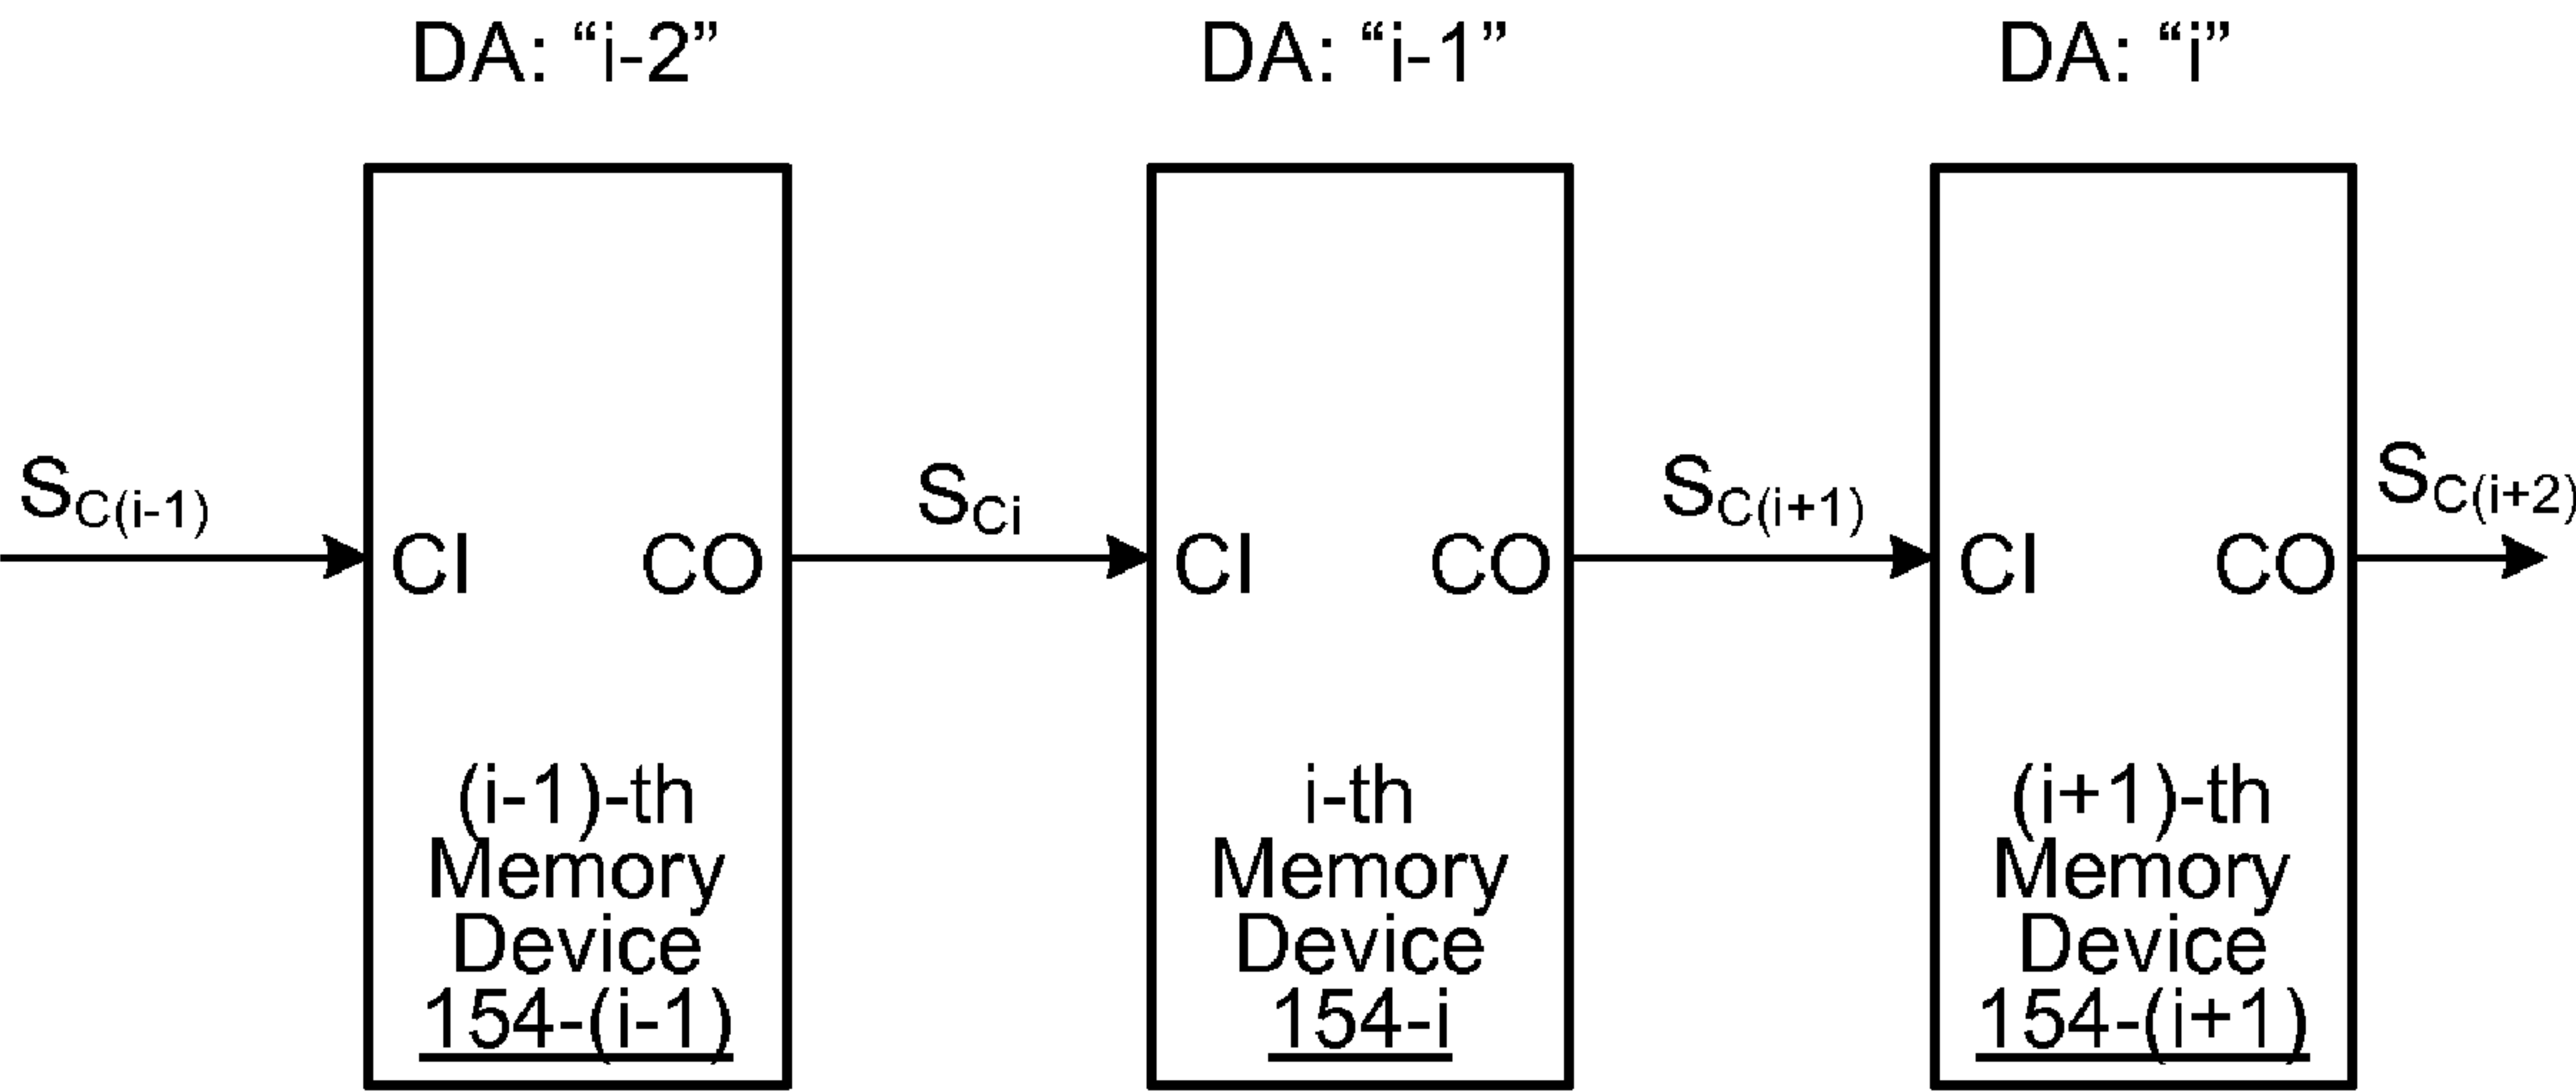 DA: “i-2”
DA: “i-1”
DA: “i”
SC(i-1)
SCi
SC(i+1)
SC(i+2)
CI
CO
CI
CO
CI
CO
(i-1)-th
Memory
Device
154-(i-1)
i-th
Memory
Device
154-i
(i+1)-th
Memory
Device
154-(i+1)